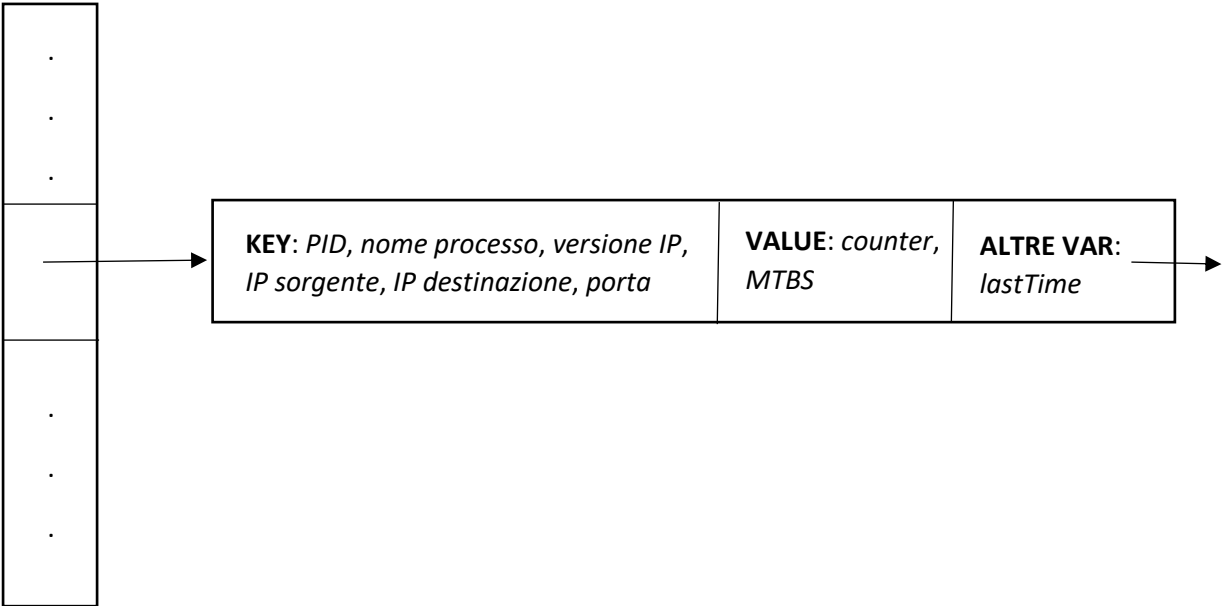 .
.
.
KEY: PID, nome processo, versione IP,
IP sorgente, IP destinazione, porta
VALUE: counter,
MTBS
ALTRE VAR:
lastTime
.
.
.